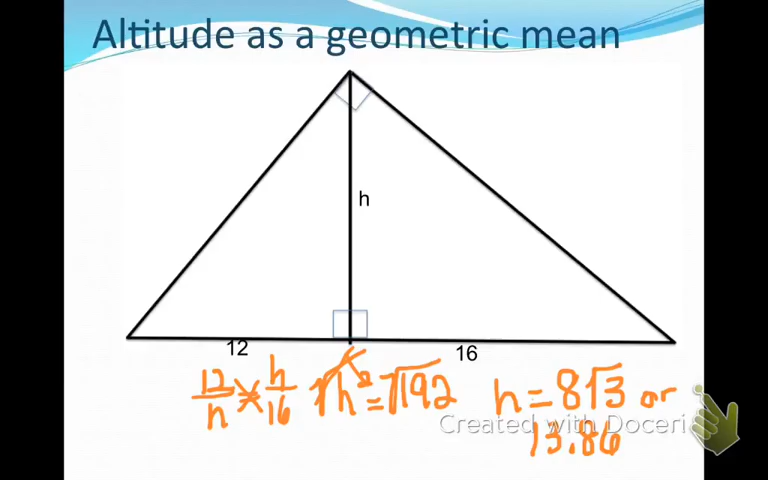 Altitude as a geometric mean
h
12
16
12/h = h/16 √h² = √192 h = 8√3 or
Created with Doceri
13.86